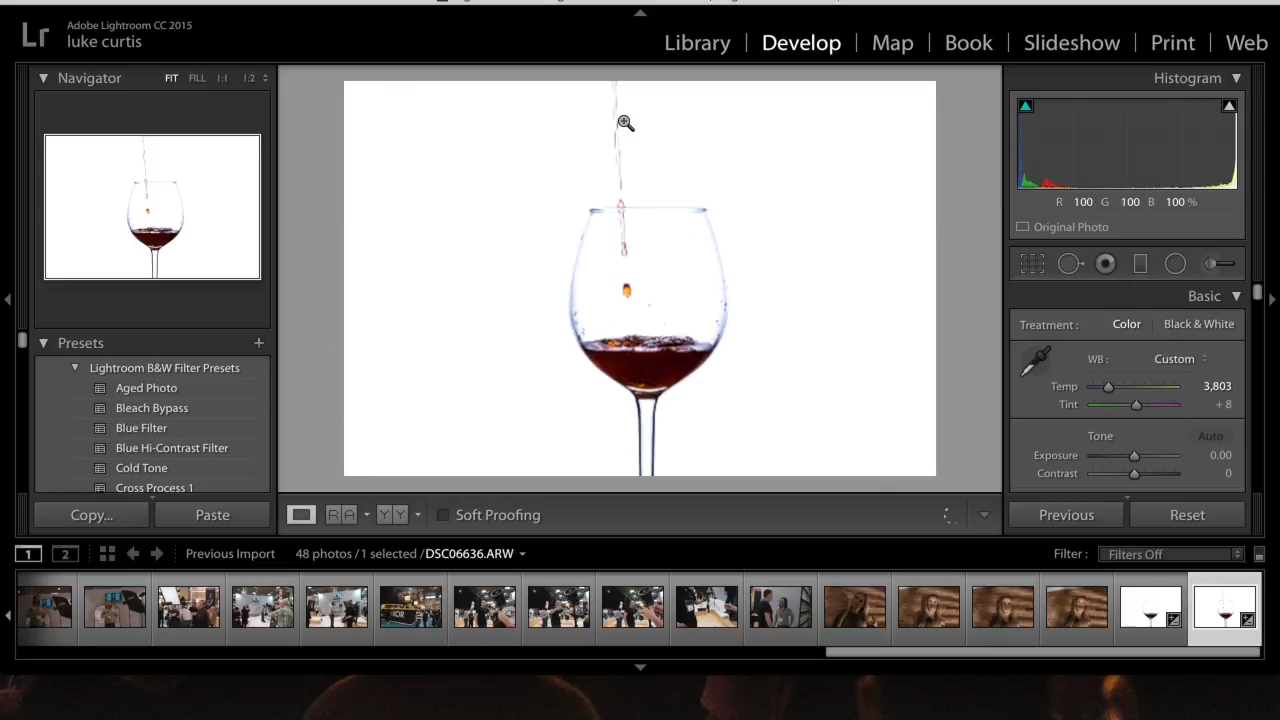 Lr
Adobe Lightroom CC 2015
luke curtis
Library | Develop | Map | Book | Slideshow | Print | Web
Navigator FIT FILL 1:1 1:2
Histogram
R 100 G 100 B 100 %
Original Photo
Basic
Treatment : Color Black & White
WB : Custom
Temp 3,803
Tint + 8
Tone Auto
Exposure 0.00
Contrast 0
Presets +
Lightroom B&W Filter Presets
Aged Photo
Bleach Bypass
Blue Filter
Blue Hi-Contrast Filter
Cold Tone
Cross Process 1
Copy... Paste
R A Y Y Soft Proofing
Previous Reset
1 2 Previous Import 48 photos / 1 selected / DSC06636.ARW
Filter : Filters Off